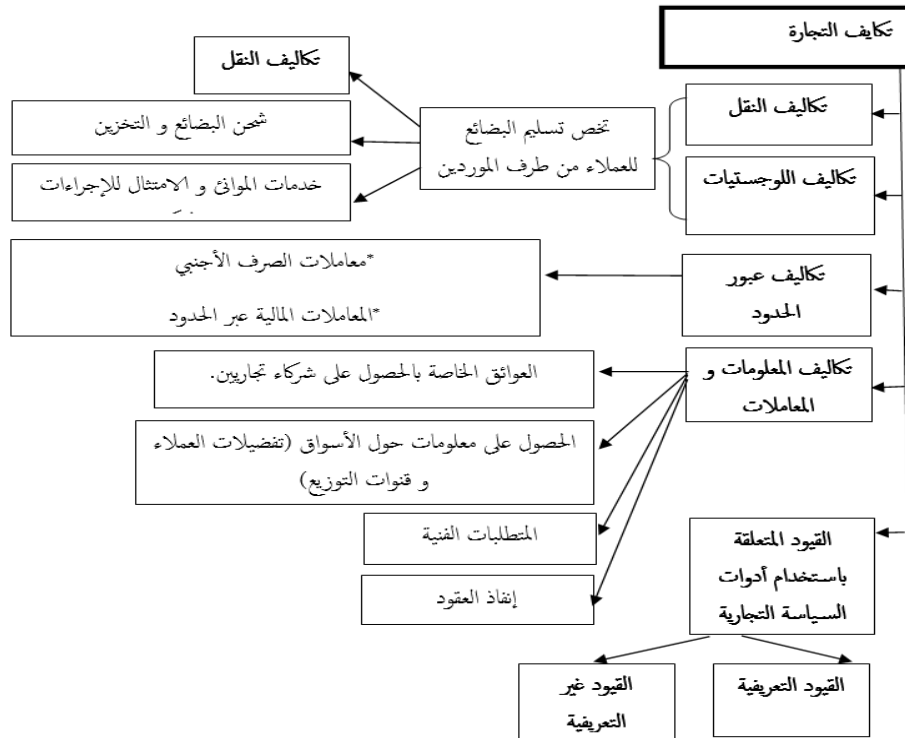 تكايف التجارة
تكاليف النقل
تكاليف النقل
شحن البضائع و التخزين
تخص تسليم البضائع
للعملاء من طرف الموردين
تكاليف اللوجستيات
خدمات الموانئ و الامتثال للإجراءات
تكاليف عبور
الحدود
*معاملات الصرف الأجنبي
*المعاملات المالية عبر الحدود
تكاليف المعلومات و
المعاملات
العوائق الخاصة بالحصول على شركاء تجاريين.
الحصول على معلومات حول الأسواق (تفضيلات العملاء
و قنوات التوزيع)
المتطلبات الفنية
إنفاذ العقود
القيود المتعلقة
باستخدام أدوات
السياسة التجارية
القيود التعريفية
القيود غير
التعريفية